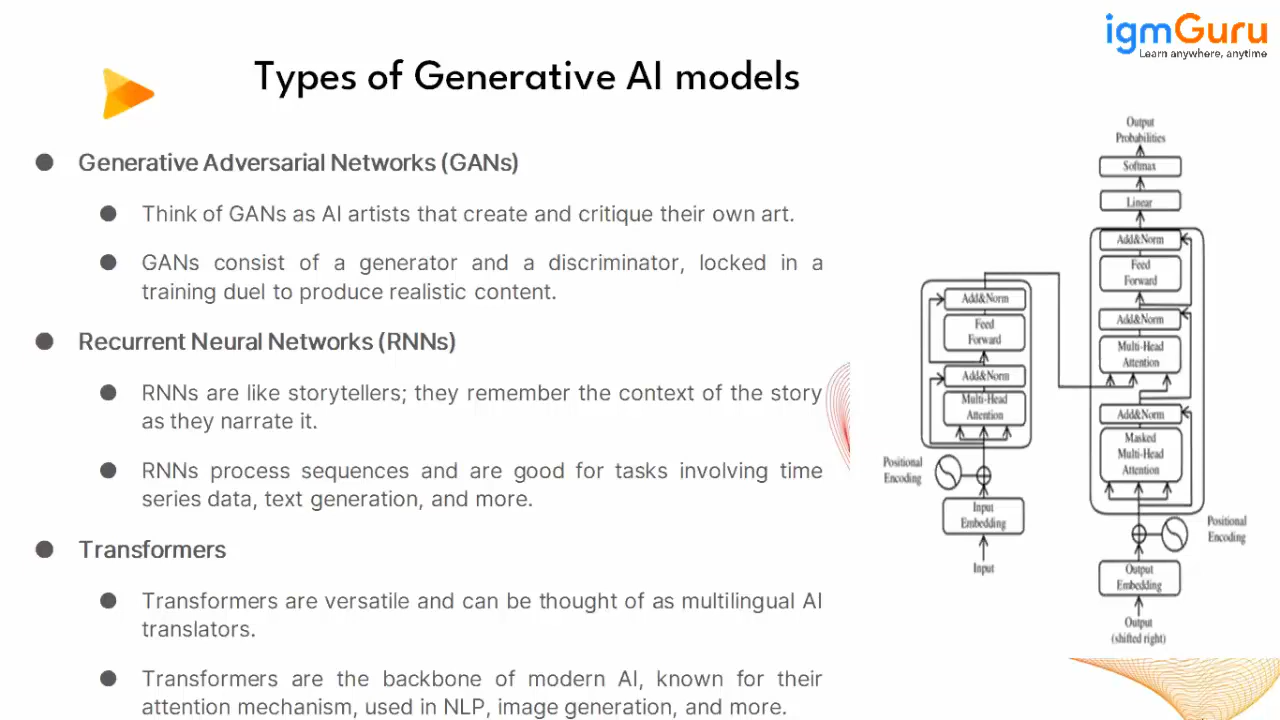 igmGuru
Learn anywhere, anytime
Types of Generative AI models
Generative Adversarial Networks (GANs)
Think of GANs as AI artists that create and critique their own art.
GANs consist of a generator and a discriminator, locked in a
training duel to produce realistic content.
Recurrent Neural Networks (RNNs)
RNNs are like storytellers; they remember the context of the story
as they narrate it.
RNNs process sequences and are good for tasks involving time
series data, text generation, and more.
Transformers
Transformers are versatile and can be thought of as multilingual AI
translators.
Transformers are the backbone of modern AI, known for their
attention mechanism, used in NLP, image generation, and more.
Output
Probabilities
Softmax
Linear
Add&Norm
Feed
Forward
Add&Norm
Multi-Head
Attention
Add&Norm
Masked
Multi-Head
Attention
Positional
Encoding
Output
Embedding
Output
(shifted right)
Add&Norm
Feed
Forward
Add&Norm
Multi-Head
Attention
Positional
Encoding
Input
Embedding
Input